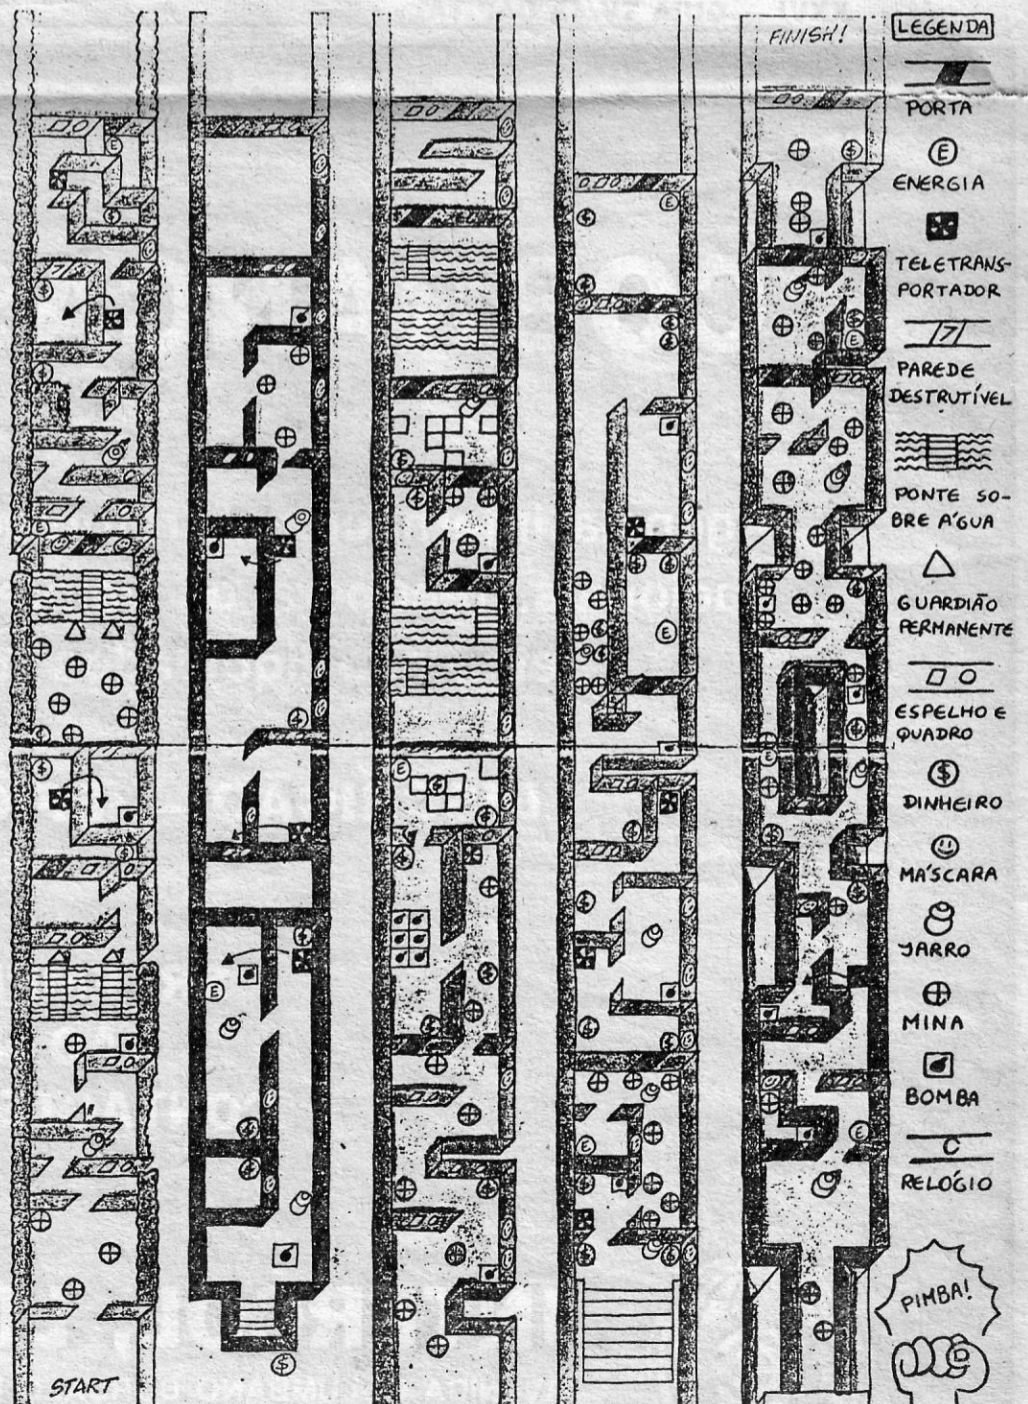 FINISH!
LEGENDA
PORTA
E
ENERGIA
TELETRANS-
PORTADOR
PAREDE
DESTRUTÍVEL
PONTE SO-
BRE ÁGUA
GUARDIÃO
PERMANENTE
ESPELHO E
QUADRO
$
DINHEIRO
MÁSCARA
JARRO
MINA
BOMBA
C
RELÓGIO
PIMBA!
START